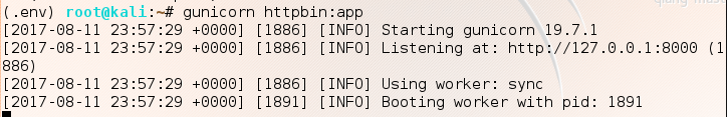 (.env) root@kali:~# gunicorn httpbin:app
[2017-08-11 23:57:29 +0000] [1886] [INFO] Starting gunicorn 19.7.1
[2017-08-11 23:57:29 +0000] [1886] [INFO] Listening at: http://127.0.0.1:8000 (1
886)
[2017-08-11 23:57:29 +0000] [1886] [INFO] Using worker: sync
[2017-08-11 23:57:29 +0000] [1891] [INFO] Booting worker with pid: 1891